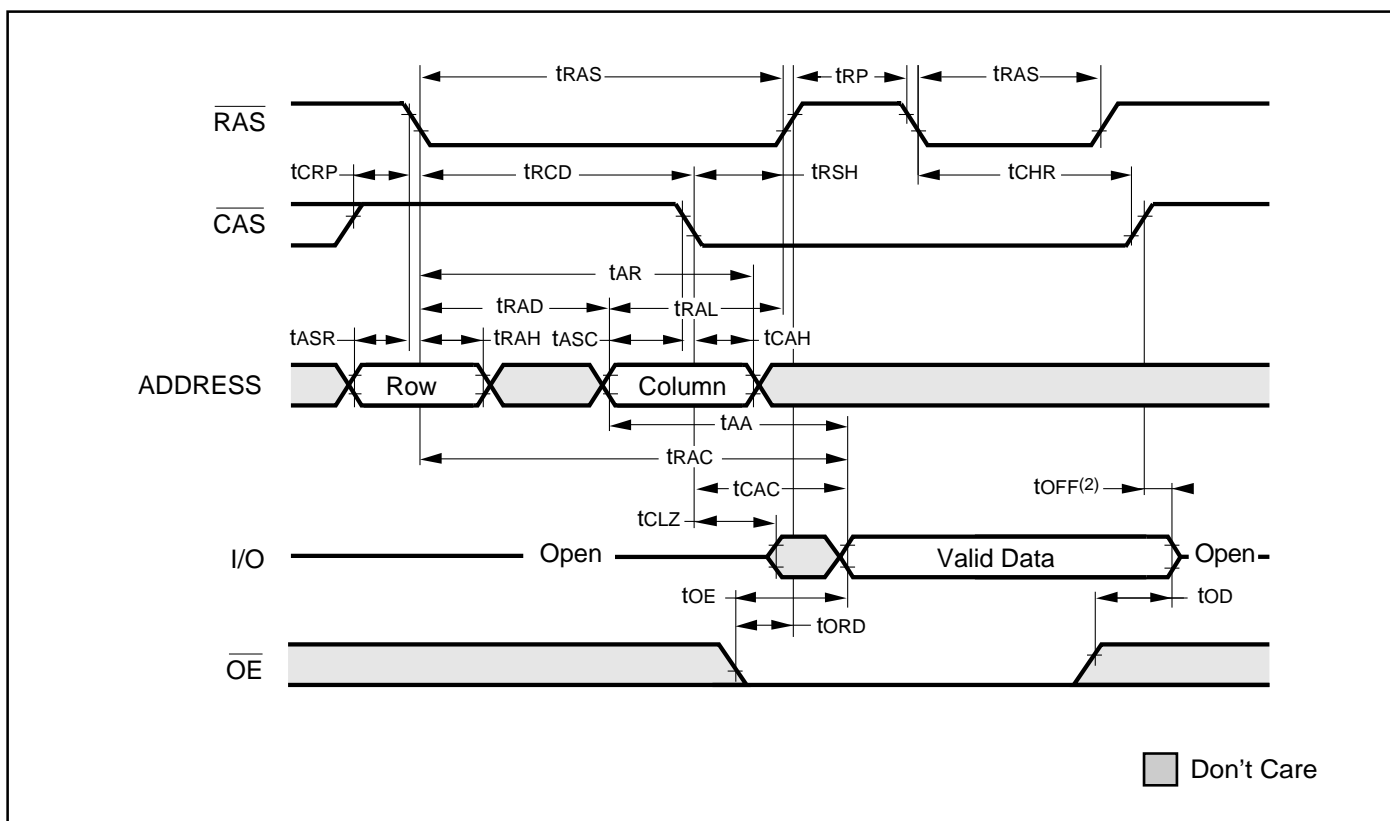 tRAS tRP tRAS
RAS
tCRP tRCD tRSH tCHR
CAS
tAR
tRAD tRAL
tASR tRAH tASC tCAH
ADDRESS Row Column
tAA
tRAC
tCAC tOFF(2)
tCLZ
I/O Open Valid Data Open
tOE tOD
tORD
OE
Don't Care